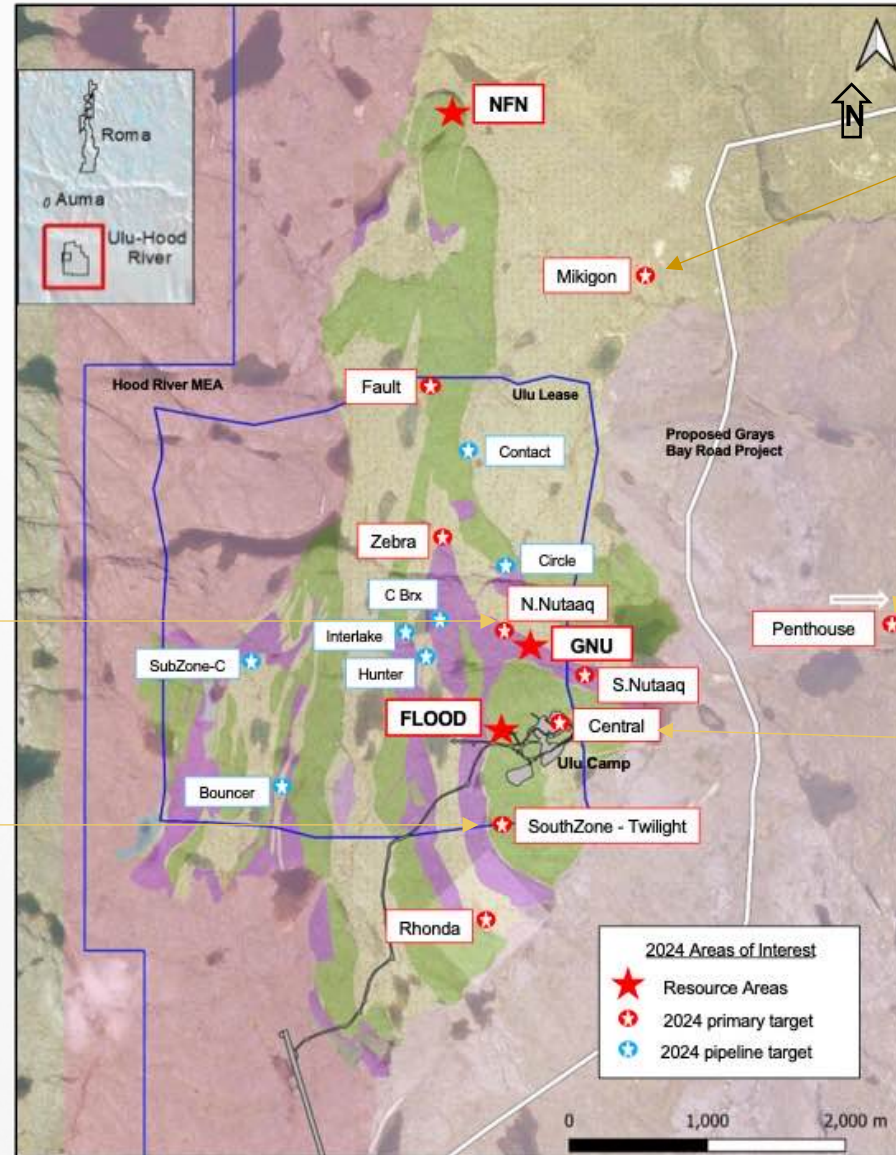 NFN
N
Roma
Auma
Ulu-Hood
River
Mikigon
Hood River MEA
Fault
Ulu Lease
Contact
Proposed Grays
Bay Road Project
Zebra
Circle
C Brx
N.Nutaaq
Interlake
GNU
Penthouse
SubZone-C
Hunter
S.Nutaaq
FLOOD
Central
Ulu Camp
Bouncer
SouthZone - Twilight
Rhonda
2024 Areas of Interest
Resource Areas
2024 primary target
2024 pipeline target
0 1,000 2,000 m